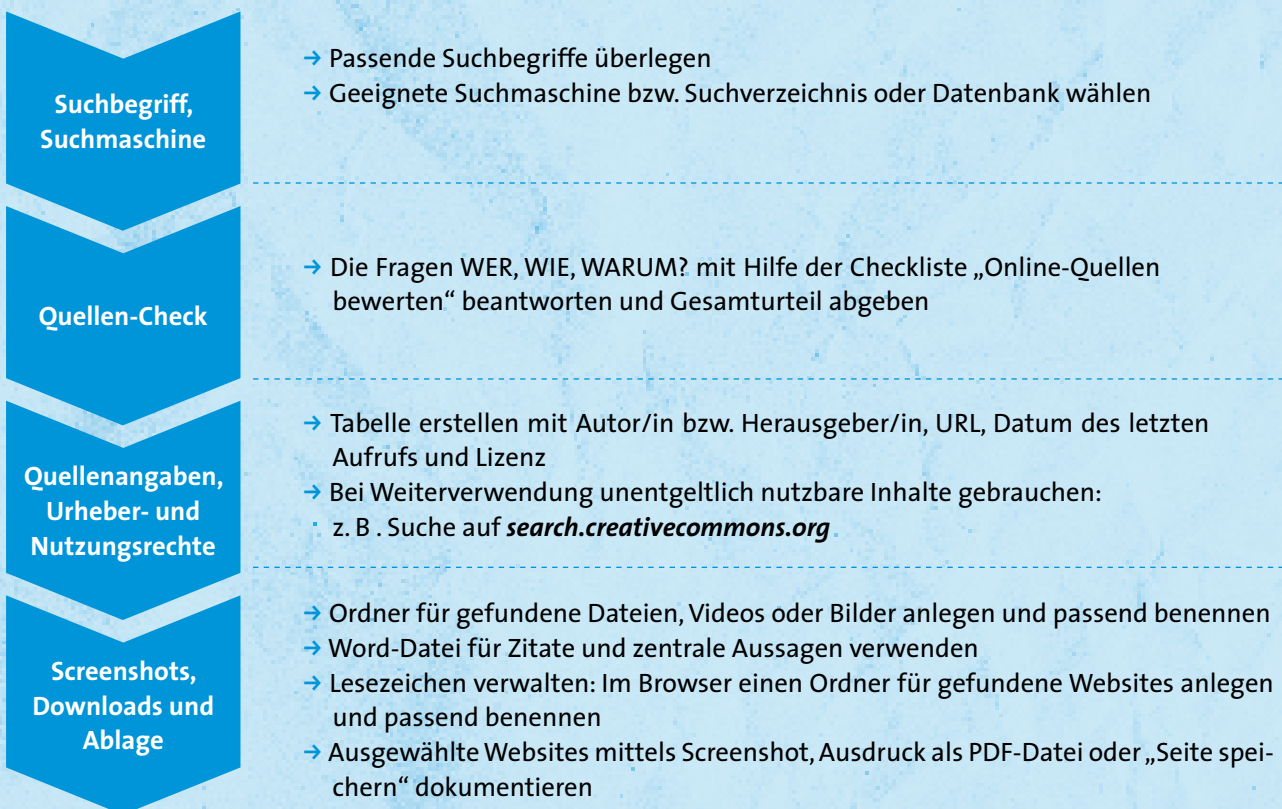 Suchbegriff,
Suchmaschine
→ Passende Suchbegriffe überlegen
→ Geeignete Suchmaschine bzw. Suchverzeichnis oder Datenbank wählen
Quellen-Check
→ Die Fragen WER, WIE, WARUM? mit Hilfe der Checkliste „Online-Quellen
bewerten“ beantworten und Gesamturteil abgeben
Quellenangaben,
Urheber- und
Nutzungsrechte
→ Tabelle erstellen mit Autor/in bzw. Herausgeber/in, URL, Datum des letzten
Aufrufs und Lizenz
→ Bei Weiterverwendung unentgeltlich nutzbare Inhalte gebrauchen:
z. B . Suche auf search.creativecommons.org
Screenshots,
Downloads und
Ablage
→ Ordner für gefundene Dateien, Videos oder Bilder anlegen und passend benennen
→ Word-Datei für Zitate und zentrale Aussagen verwenden
→ Lesezeichen verwalten: Im Browser einen Ordner für gefundene Websites anlegen
und passend benennen
→ Ausgewählte Websites mittels Screenshot, Ausdruck als PDF-Datei oder „Seite spei-
chern“ dokumentieren